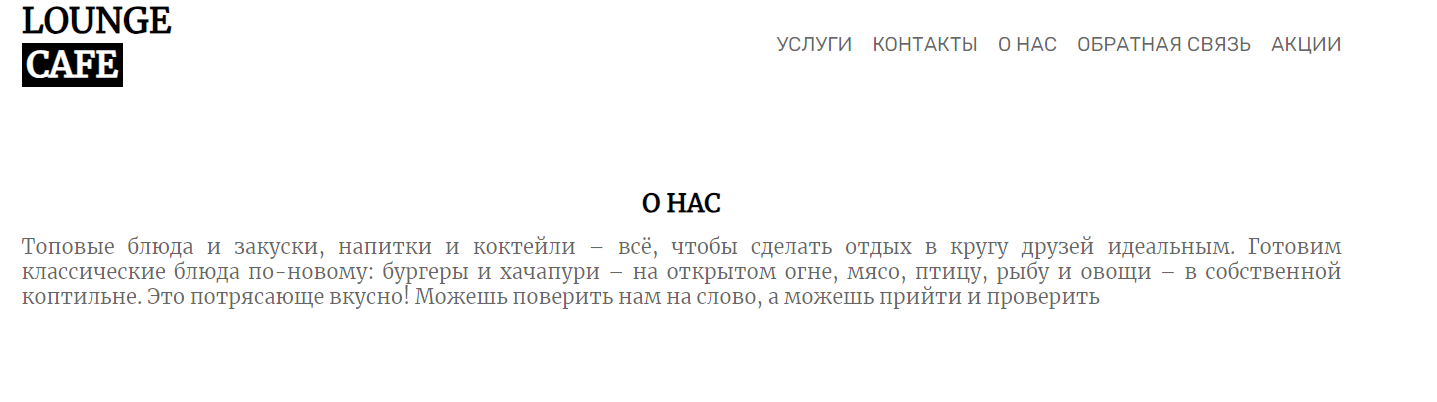 LOUNGE
CAFE
УСЛУГИ КОНТАКТЫ О НАС ОБРАТНАЯ СВЯЗЬ АКЦИИ
О НАС
Топовые блюда и закуски, напитки и коктейли – всё, чтобы сделать отдых в кругу друзей идеальным. Готовим
классические блюда по-новому: бургеры и хачапури – на открытом огне, мясо, птицу, рыбу и овощи – в собственной
коптильне. Это потрясающе вкусно! Можешь поверить нам на слово, а можешь прийти и проверить